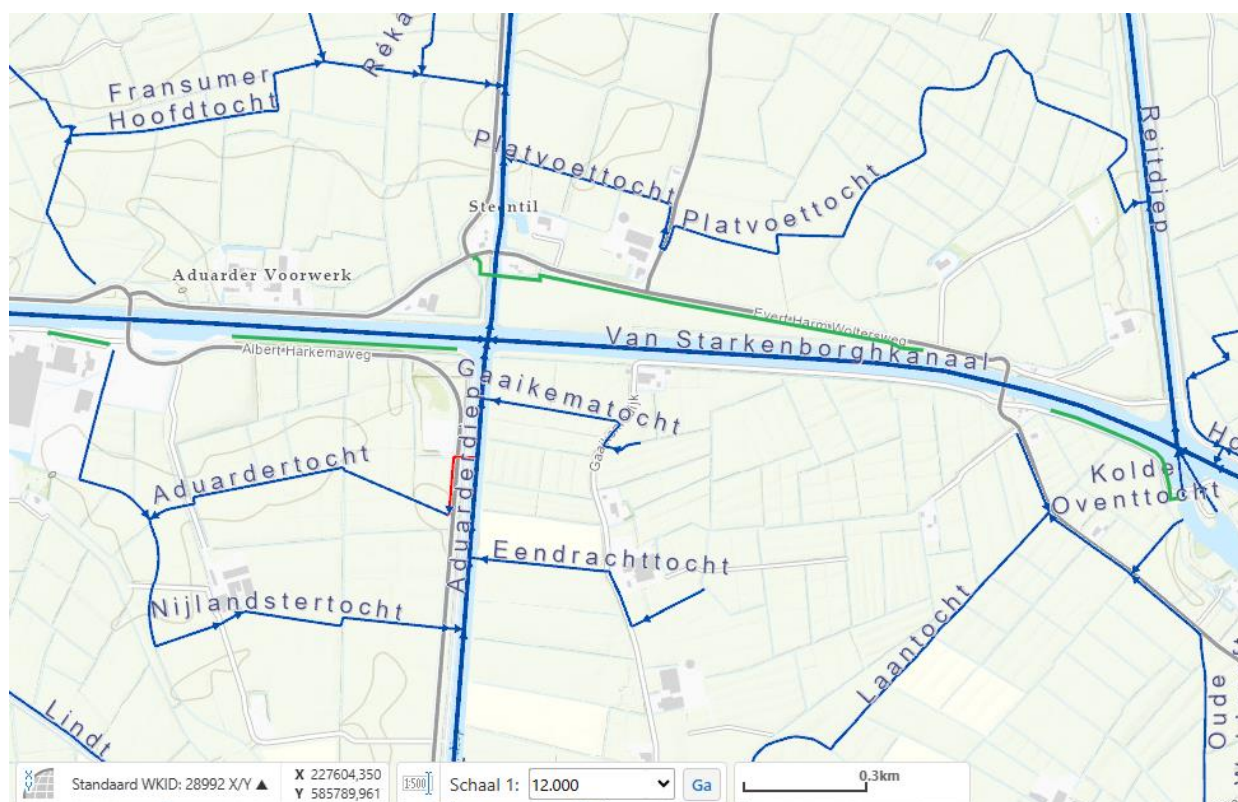 Fransumer
Hoofdtocht
Réka
Platvoettocht
Platvoettocht
Reitdiep
Steentil
Aduarder Voorwerk
Evert Harm Woltersweg
Van Starkenborghkanaal
Albert Harkemaweg
Gaaikematocht
Aduarderdiep
Aduardertocht
Kolde
Oventtocht
Eendrachttocht
Nijlandstertocht
Laantocht
Oude
Lindt
Standaard WKID: 28992 X/Y ▲
X 227604,350
Y 585789,961
1:500
Schaal 1:
12.000
Ga
0.3km